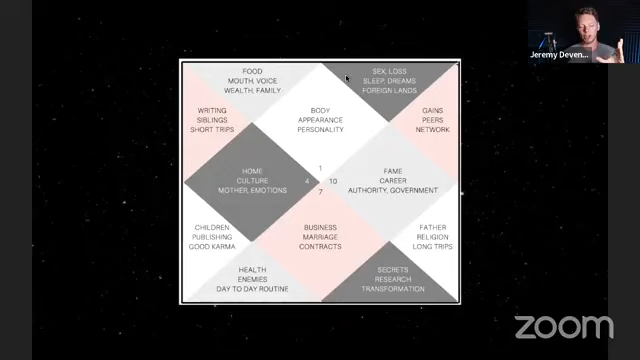 Jeremy Deven...
FOOD
MOUTH, VOICE
WEALTH, FAMILY
SEX, LOSS
SLEEP, DREAMS
FOREIGN LANDS
WRITING
SIBLINGS
SHORT TRIPS
BODY
APPEARANCE
PERSONALITY
GAINS
PEERS
NETWORK
HOME
CULTURE
MOTHER, EMOTIONS
1
4
10
7
FAME
CAREER
AUTHORITY, GOVERNMENT
CHILDREN
PUBLISHING
GOOD KARMA
BUSINESS
MARRIAGE
CONTRACTS
FATHER
RELIGION
LONG TRIPS
HEALTH
ENEMIES
DAY TO DAY ROUTINE
SECRETS
RESEARCH
TRANSFORMATION
zoom